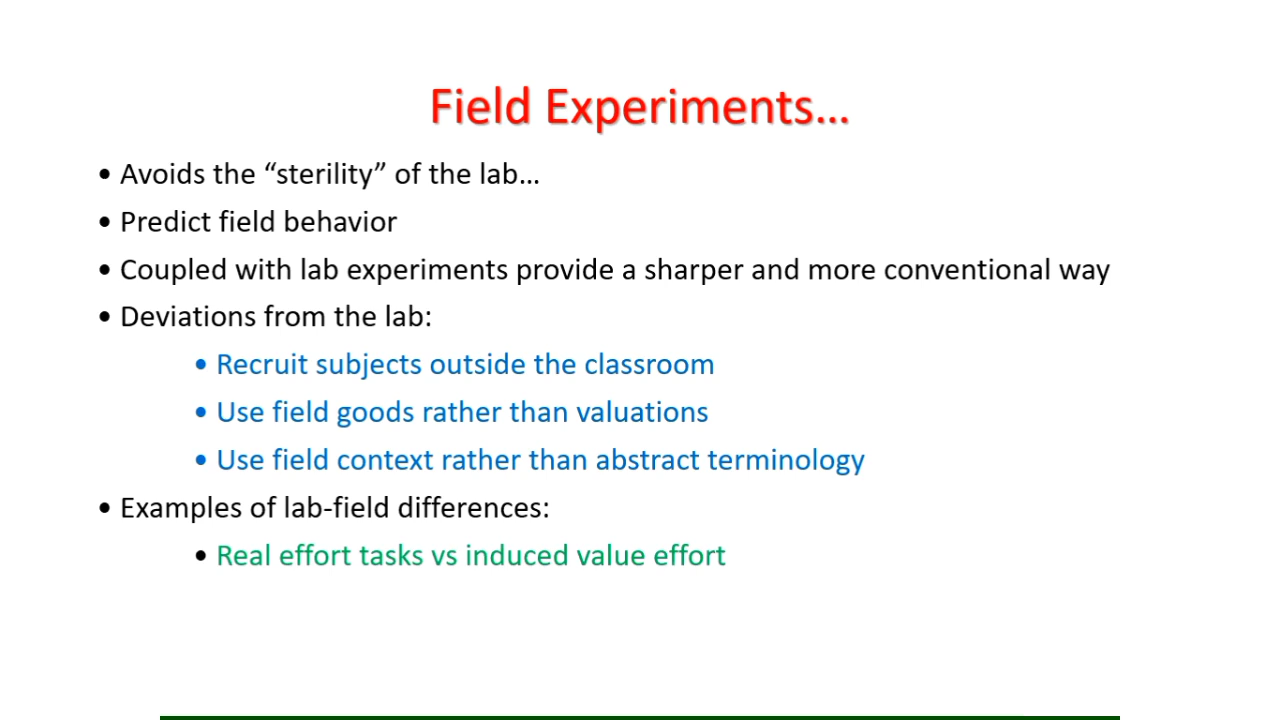 Field Experiments...
• Avoids the “sterility” of the lab...
• Predict field behavior
• Coupled with lab experiments provide a sharper and more conventional way
• Deviations from the lab:
• Recruit subjects outside the classroom
• Use field goods rather than valuations
• Use field context rather than abstract terminology
• Examples of lab-field differences:
• Real effort tasks vs induced value effort